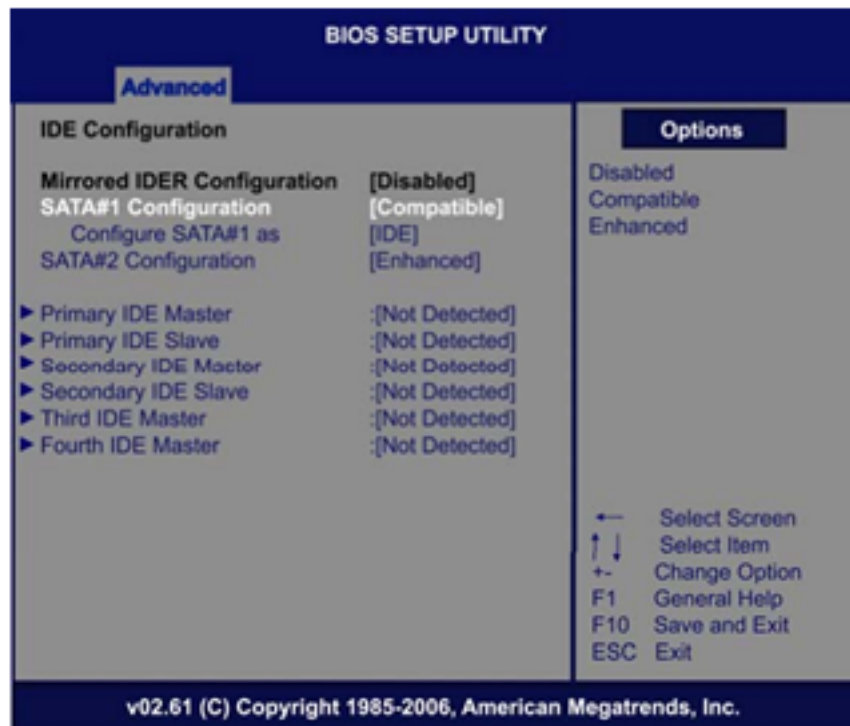 BIOS SETUP UTILITY
Advanced
IDE Configuration
Mirrored IDER Configuration [Disabled]
SATA#1 Configuration [Compatible]
Configure SATA#1 as [IDE]
SATA#2 Configuration [Enhanced]
Primary IDE Master :[Not Detected]
Primary IDE Slave :[Not Detected]
Secondary IDE Master :[Not Detected]
Secondary IDE Slave :[Not Detected]
Third IDE Master :[Not Detected]
Fourth IDE Master :[Not Detected]
Options
Disabled
Compatible
Enhanced
← Select Screen
↑ ↓ Select Item
+- Change Option
F1 General Help
F10 Save and Exit
ESC Exit
v02.61 (C) Copyright 1985-2006, American Megatrends, Inc.